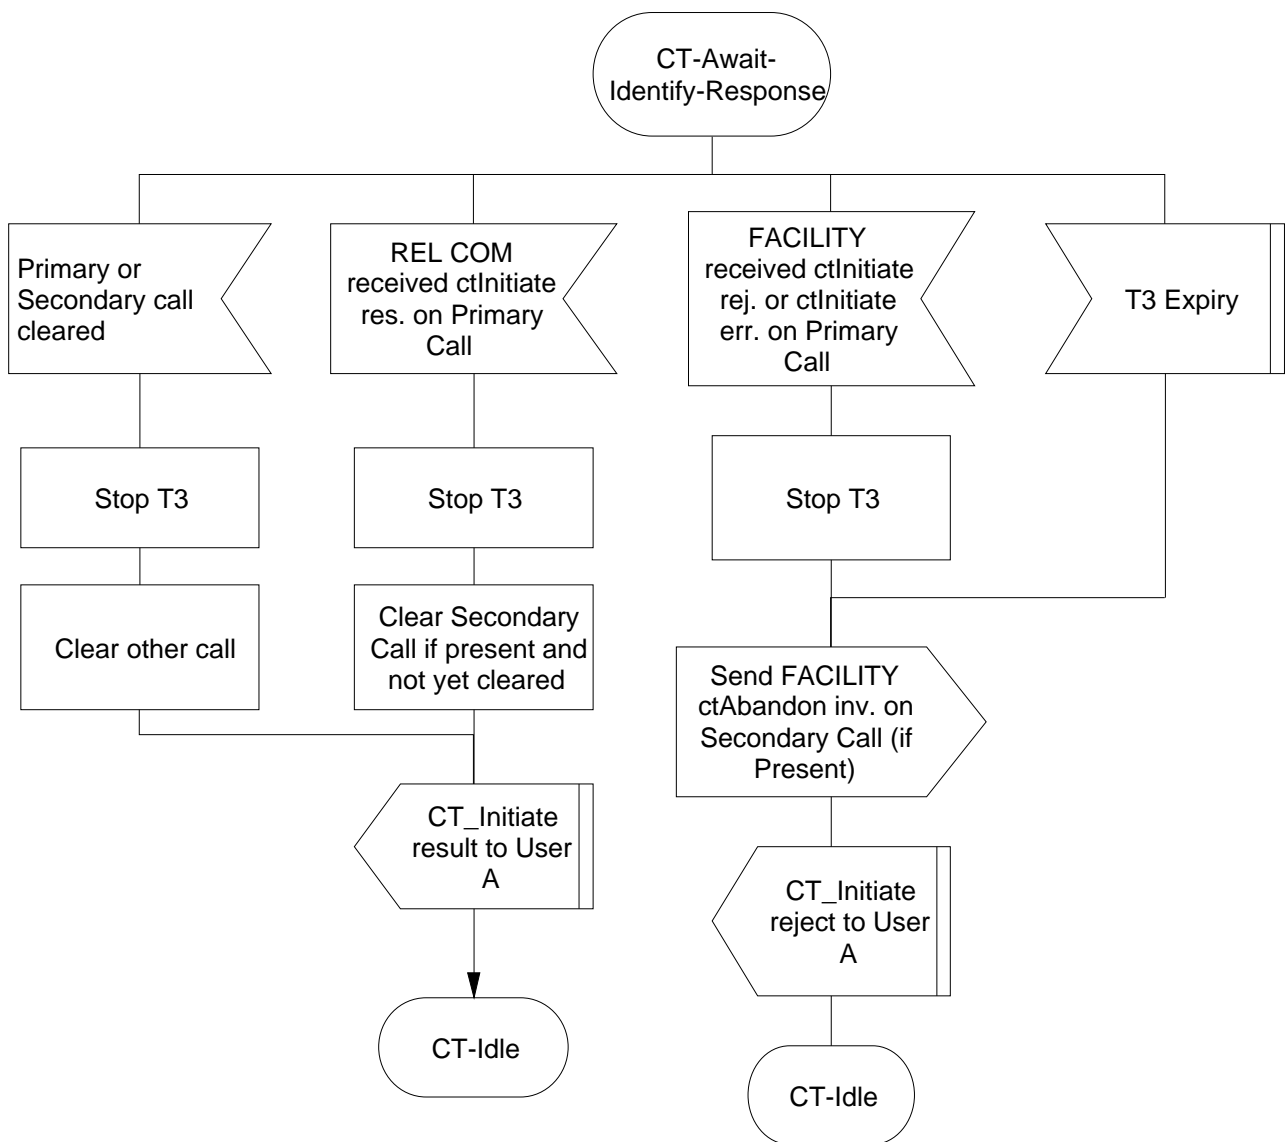 CT-Await-
Identify-Response
Primary or
Secondary call
cleared
REL COM
received ctInitiate
res. on Primary
Call
FACILITY
received ctInitiate
rej. or ctInitiate
err. on Primary
Call
T3 Expiry
Stop T3
Stop T3
Stop T3
Clear other call
Clear Secondary
Call if present and
not yet cleared
Send FACILITY
ctAbandon inv. on
Secondary Call (if
Present)
CT_Initiate
result to User
A
CT_Initiate
reject to User
A
CT-Idle
CT-Idle